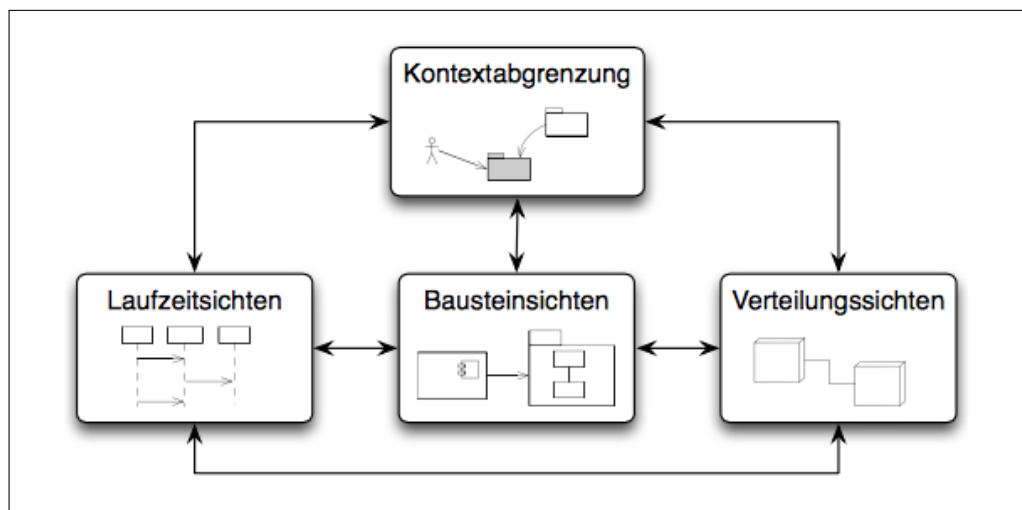 Kontextabgrenzung
Laufzeitsichten
Bausteinsichten
Verteilungssichten